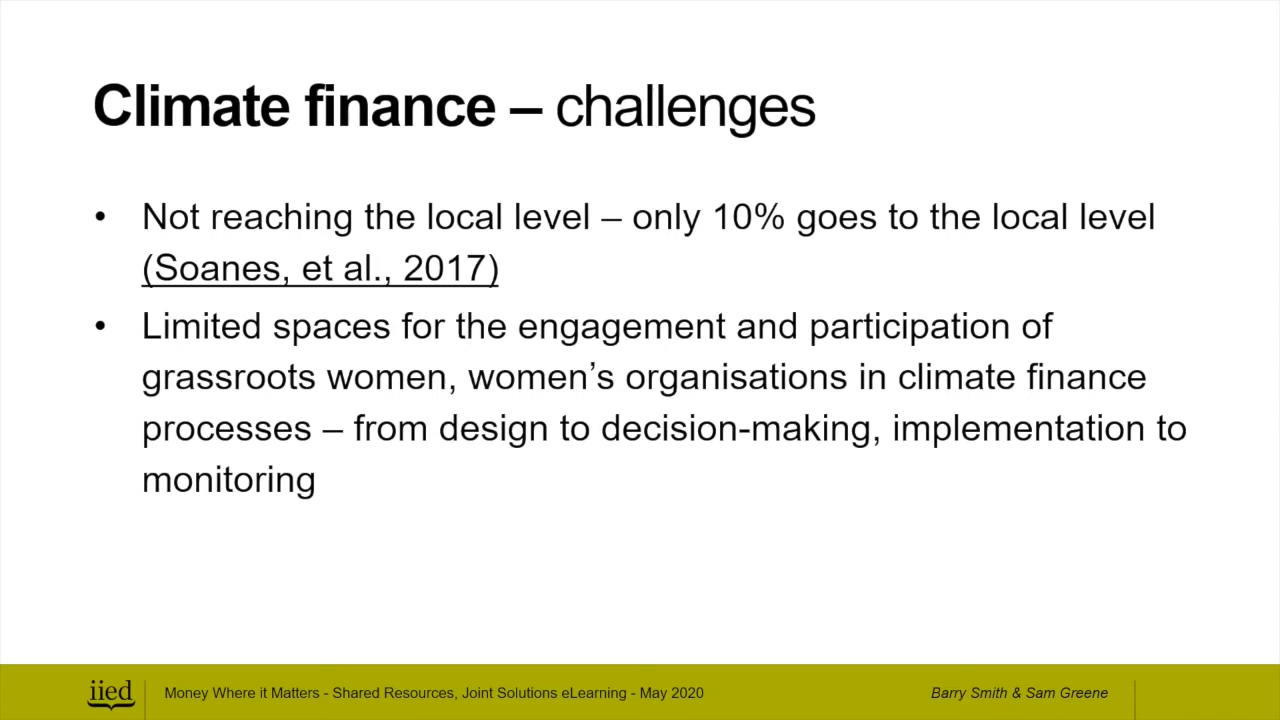 Climate finance – challenges
• Not reaching the local level – only 10% goes to the local level
(Soanes, et al., 2017)
• Limited spaces for the engagement and participation of
grassroots women, women’s organisations in climate finance
processes – from design to decision-making, implementation to
monitoring
iied
Money Where it Matters - Shared Resources, Joint Solutions eLearning - May 2020
Barry Smith & Sam Greene